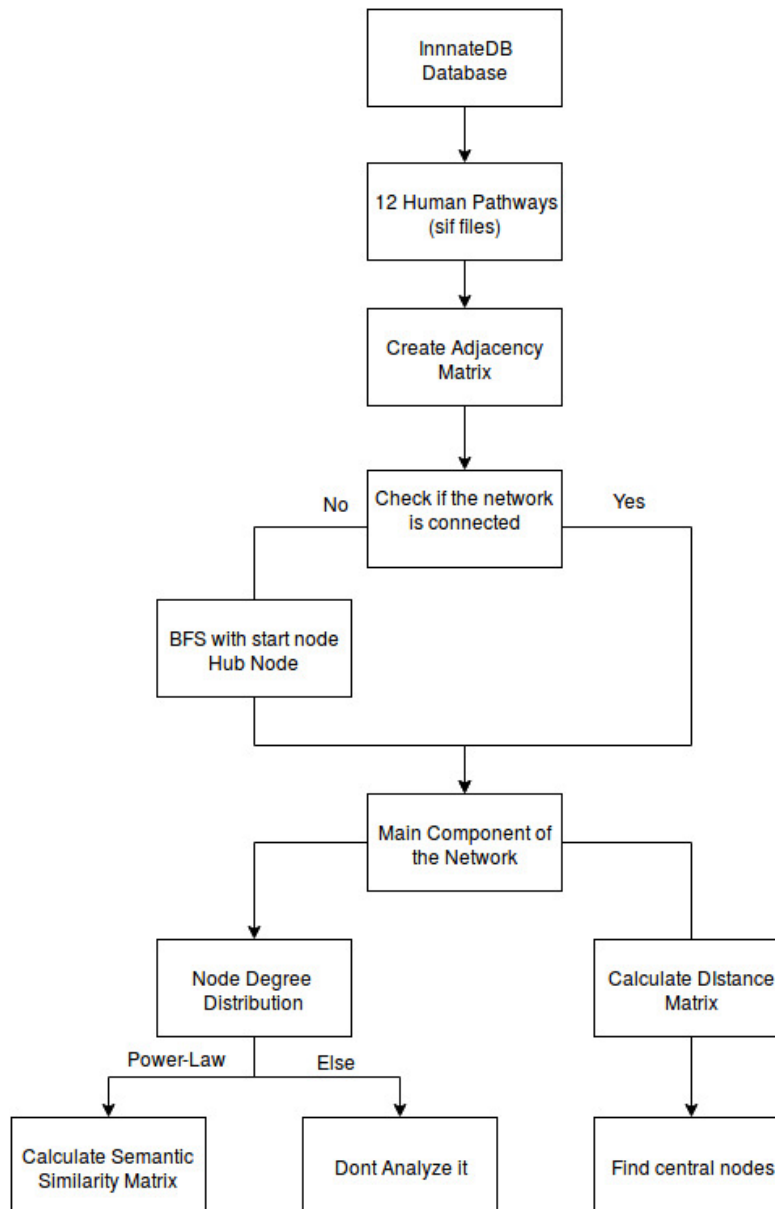 InnnateDB
Database
12 Human Pathways
(sif files)
Create Adjacency
Matrix
Check if the network
is connected
No
Yes
BFS with start node
Hub Node
Main Component of
the Network
Node Degree
Distribution
Calculate DIstance
Matrix
Power-Law
Else
Calculate Semantic
Similarity Matrix
Dont Analyze it
Find central nodes